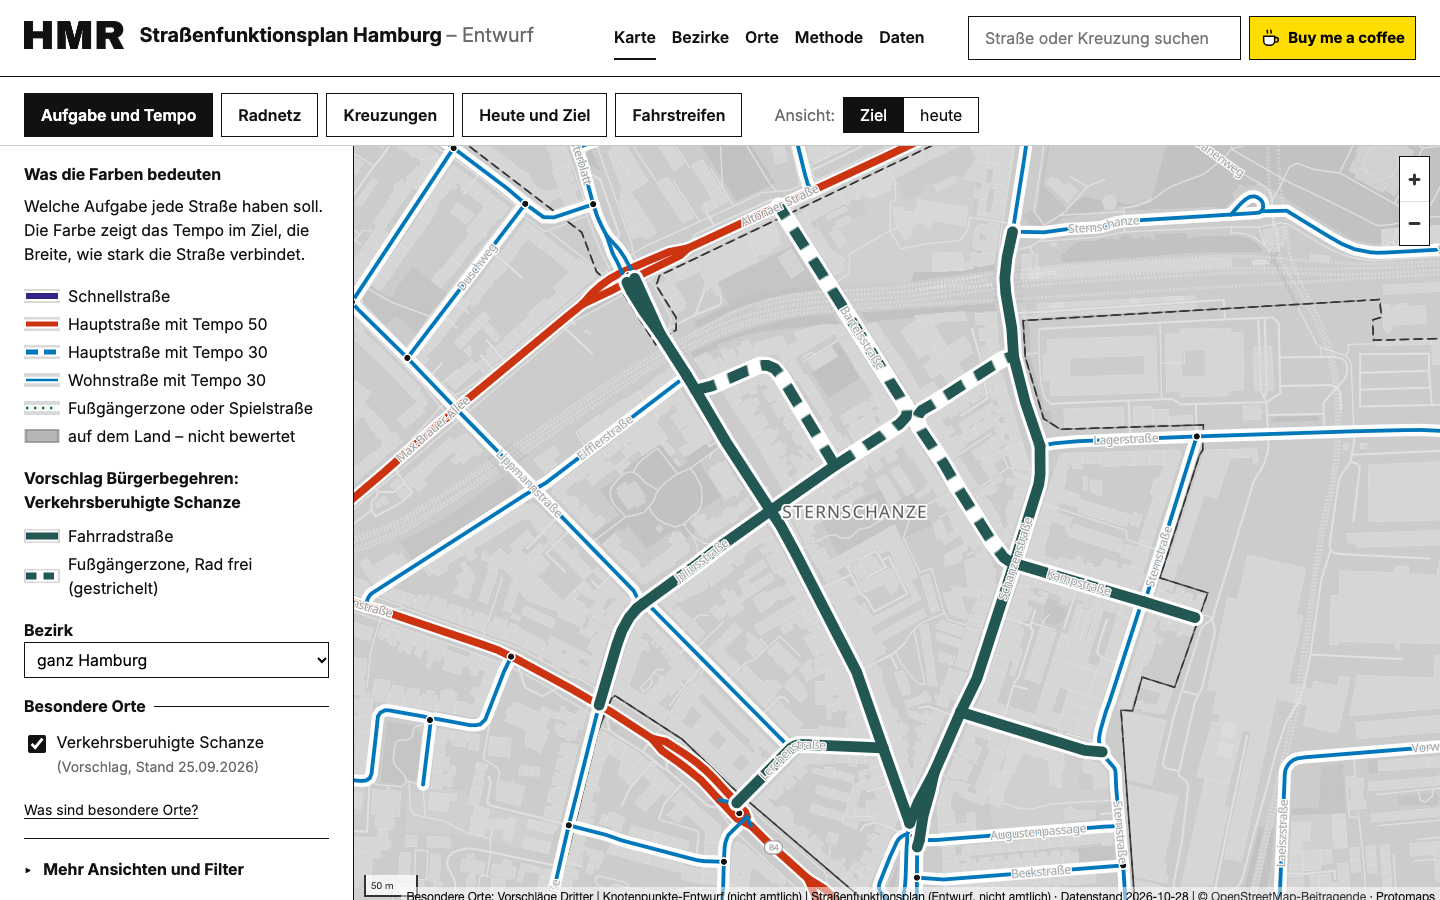 HMR Straßenfunktionsplan Hamburg – Entwurf
Karte Bezirke Orte Methode Daten
Straße oder Kreuzung suchen
Buy me a coffee
Aufgabe und Tempo
Radnetz
Kreuzungen
Heute und Ziel
Fahrstreifen
Ansicht: Ziel heute
Was die Farben bedeuten
Welche Aufgabe jede Straße haben soll.
Die Farbe zeigt das Tempo im Ziel, die
Breite, wie stark die Straße verbindet.
Schnellstraße
Hauptstraße mit Tempo 50
Hauptstraße mit Tempo 30
Wohnstraße mit Tempo 30
Fußgängerzone oder Spielstraße
auf dem Land – nicht bewertet
Vorschlag Bürgerbegehren:
Verkehrsberuhigte Schanze
Fahrradstraße
Fußgängerzone, Rad frei
(gestrichelt)
Bezirk
ganz Hamburg
Besondere Orte
Verkehrsberuhigte Schanze
(Vorschlag, Stand 25.09.2026)
Was sind besondere Orte?
Mehr Ansichten und Filter
+
−
Altonaer Straße
Sternschanze
Duschweg
Bartelsstraße
Max-Brauer-Allee
Eifflerstraße
Lippmannstraße
Lagerstraße
STERNSCHANZE
Juliusstraße
Schanzenstraße
Kampstraße
Sternstraße
Lerchenstraße
B4
Augustenpassage
Beckstraße
Sternstraße
50 m
Besondere Orte: Vorschläge Dritter | Knotenpunkte-Entwurf (nicht amtlich) | Straßenfunktionsplan (Entwurf, nicht amtlich) · Datenstand 2026-10-28 | © OpenStreetMap-Beitragende · Protomaps